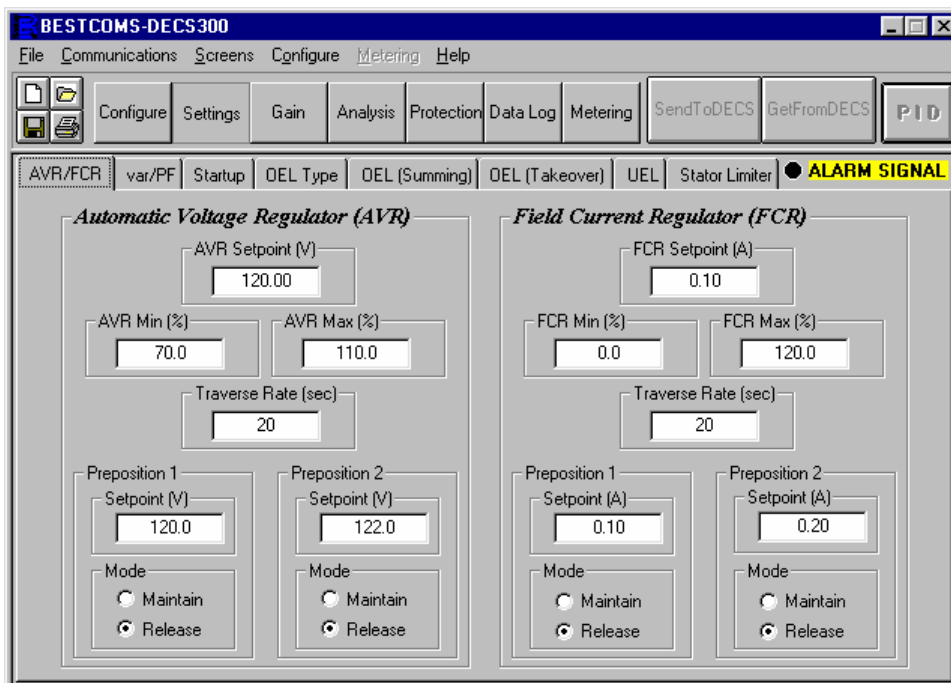 BESTCOMS-DECS300
File Communications Screens Configure Metering Help
Configure Settings Gain Analysis Protection Data Log Metering SendToDECS GetFromDECS PID
AVR/FCR var/PF Startup OEL Type OEL (Summing) OEL (Takeover) UEL Stator Limiter ALARM SIGNAL
Automatic Voltage Regulator (AVR)
AVR Setpoint (V)
120.00
AVR Min (%) AVR Max (%)
70.0 110.0
Traverse Rate (sec)
20
Preposition 1 Preposition 2
Setpoint (V) Setpoint (V)
120.0 122.0
Mode Mode
Maintain Maintain
Release Release
Field Current Regulator (FCR)
FCR Setpoint (A)
0.10
FCR Min (%) FCR Max (%)
0.0 120.0
Traverse Rate (sec)
20
Preposition 1 Preposition 2
Setpoint (A) Setpoint (A)
0.10 0.20
Mode Mode
Maintain Maintain
Release Release